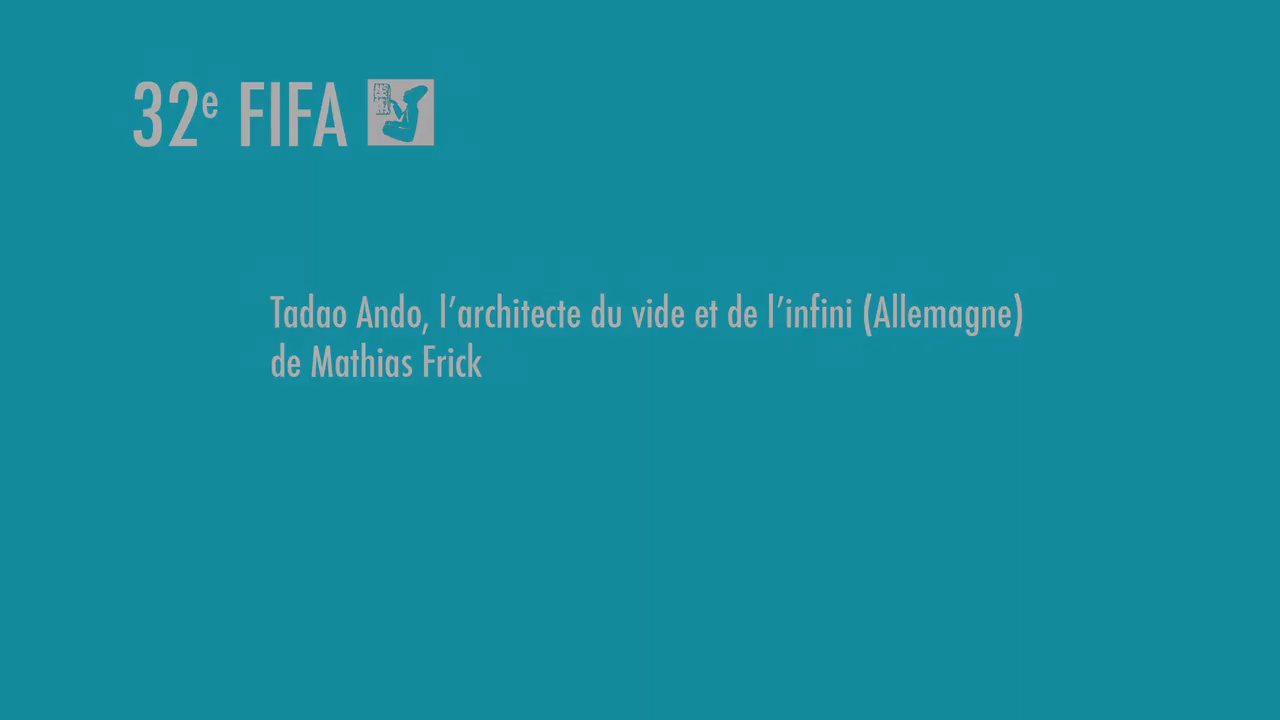 32e FIFA
Tadao Ando, l’architecte du vide et de l’infini (Allemagne)
de Mathias Frick